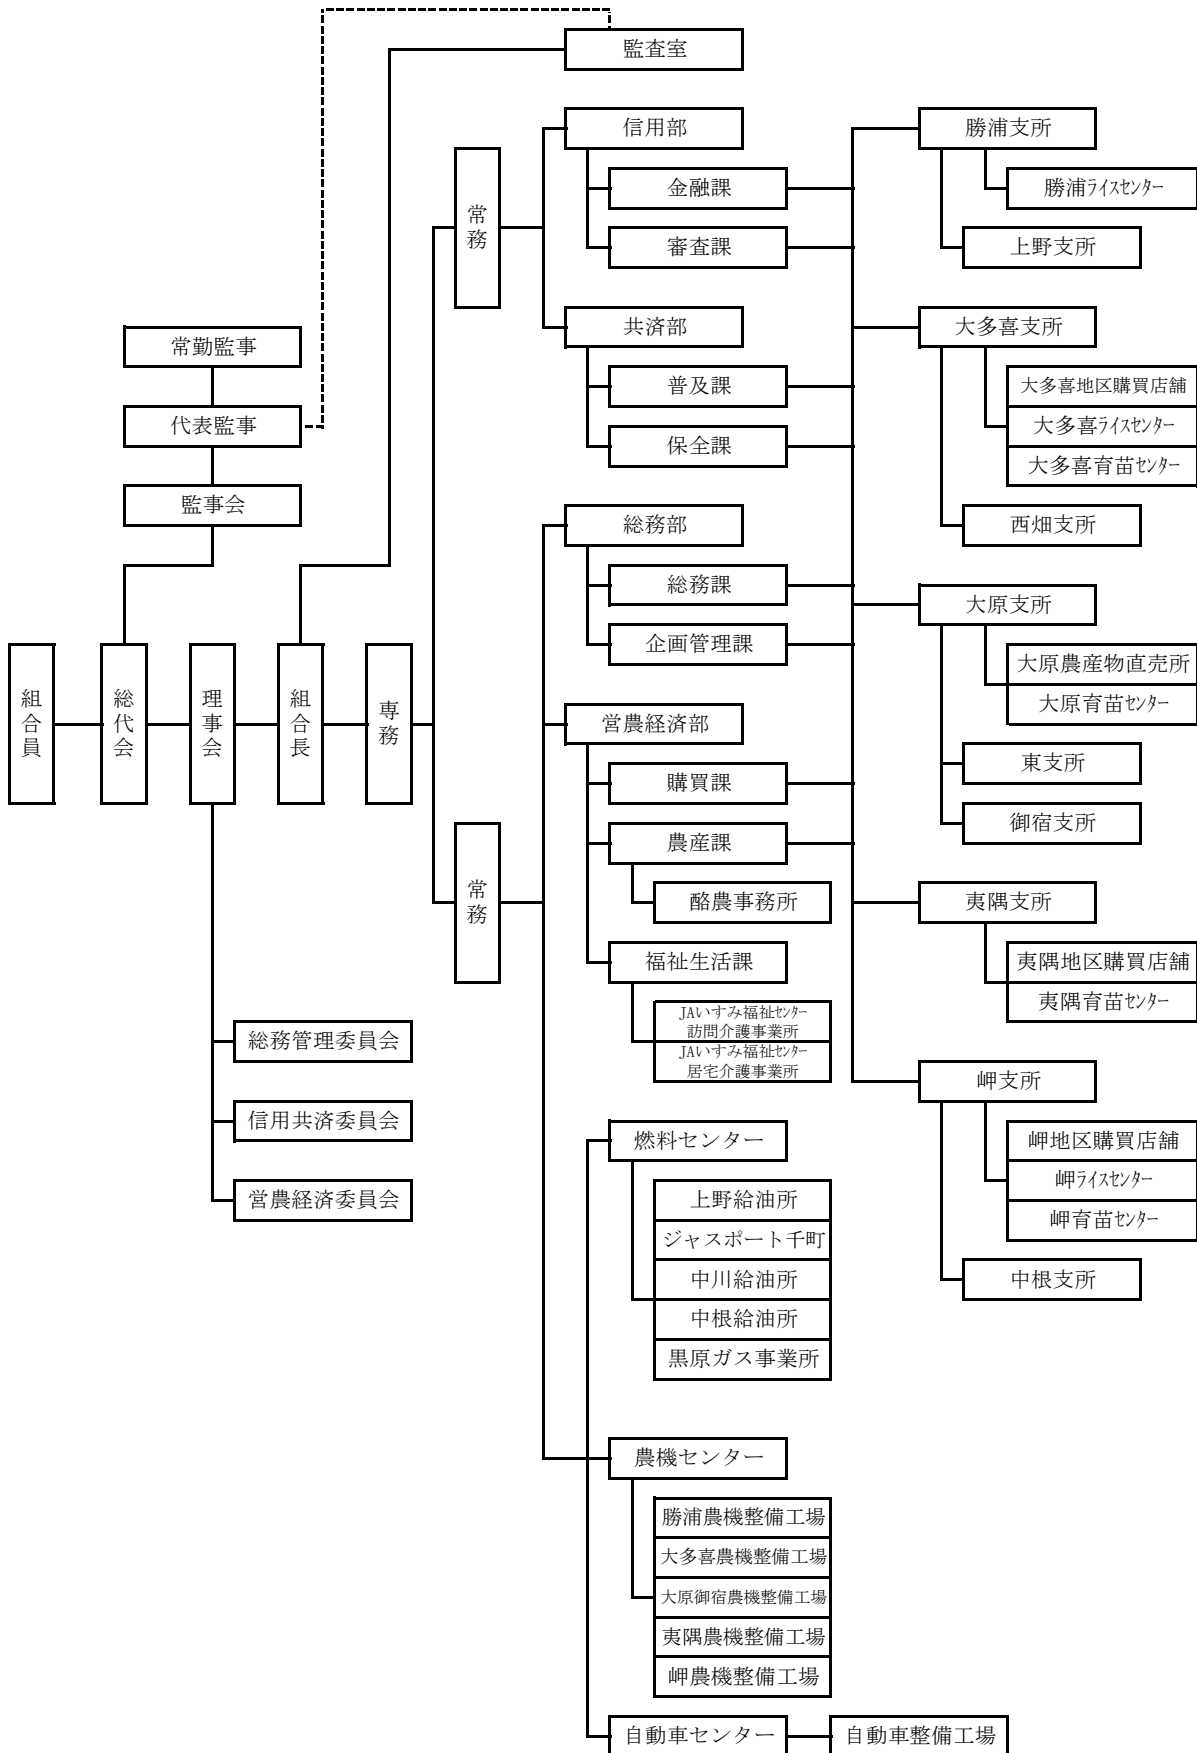 監査室
信用部
金融課
審査課
共済部
普及課
保全課
総務部
総務課
企画管理課
営農経済部
購買課
農産課
酪農事務所
福祉生活課
JAいすみ福祉センター
訪問介護事業所
JAいすみ福祉センター
居宅介護事業所
燃料センター
上野給油所
ジャスポート千町
中川給油所
中根給油所
黒原ガス事業所
農機センター
勝浦農機整備工場
大多喜農機整備工場
大原御宿農機整備工場
夷隅農機整備工場
岬農機整備工場
自動車センター
自動車整備工場
常務
常務
常勤監事
代表監事
監事会
組合員
総代会
理事会
組合長
専務
総務管理委員会
信用共済委員会
営農経済委員会
勝浦支所
勝浦ライスセンター
上野支所
大多喜支所
大多喜地区購買店舗
大多喜ライスセンター
大多喜育苗センター
西畑支所
大原支所
大原農産物直売所
大原育苗センター
東支所
御宿支所
夷隅支所
夷隅地区購買店舗
夷隅育苗センター
岬支所
岬地区購買店舗
岬ライスセンター
岬育苗センター
中根支所